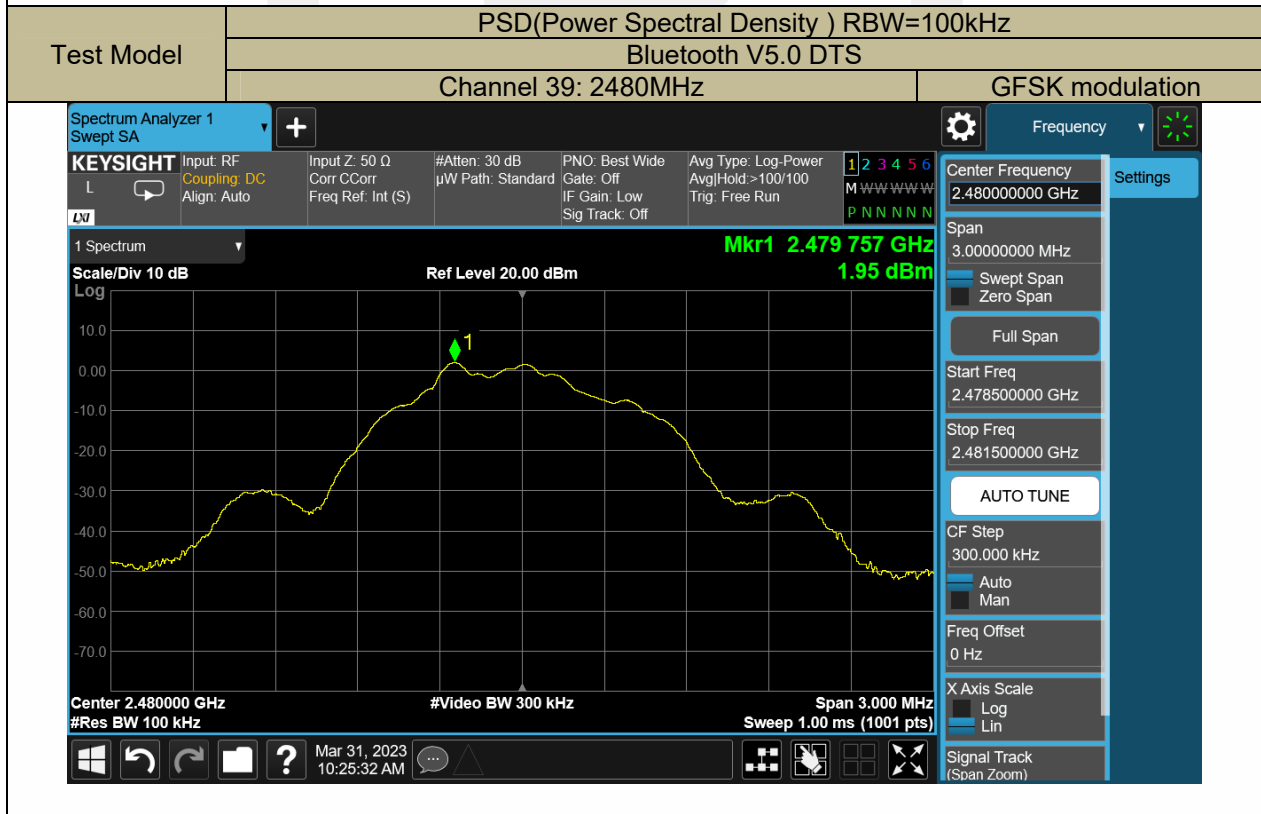 Test Model
PSD(Power Spectral Density ) RBW=100kHz
Bluetooth V5.0 DTS
Channel 39: 2480MHz
GFSK modulation
Spectrum Analyzer 1
Swept SA
Frequency
KEYSIGHT
L
LXI
Input: RF
Coupling: DC
Align: Auto
Input Z: 50 Ω
Corr CCorr
Freq Ref: Int (S)
#Atten: 30 dB
µW Path: Standard
PNO: Best Wide
Gate: Off
IF Gain: Low
Sig Track: Off
Avg Type: Log-Power
Avg|Hold:>100/100
Trig: Free Run
1 2 3 4 5 6
M W W W W W
P N N N N N
1 Spectrum
Mkr1 2.479 757 GHz
Scale/Div 10 dB
Ref Level 20.00 dBm
1.95 dBm
Log
10.0
0.00
-10.0
-20.0
-30.0
-40.0
-50.0
-60.0
-70.0
1
Center 2.480000 GHz
#Video BW 300 kHz
Span 3.000 MHz
#Res BW 100 kHz
Sweep 1.00 ms (1001 pts)
Mar 31, 2023
10:25:32 AM
Center Frequency
2.480000000 GHz
Settings
Span
3.00000000 MHz
Swept Span
Zero Span
Full Span
Start Freq
2.478500000 GHz
Stop Freq
2.481500000 GHz
AUTO TUNE
CF Step
300.000 kHz
Auto
Man
Freq Offset
0 Hz
X Axis Scale
Log
Lin
Signal Track
(Span Zoom)